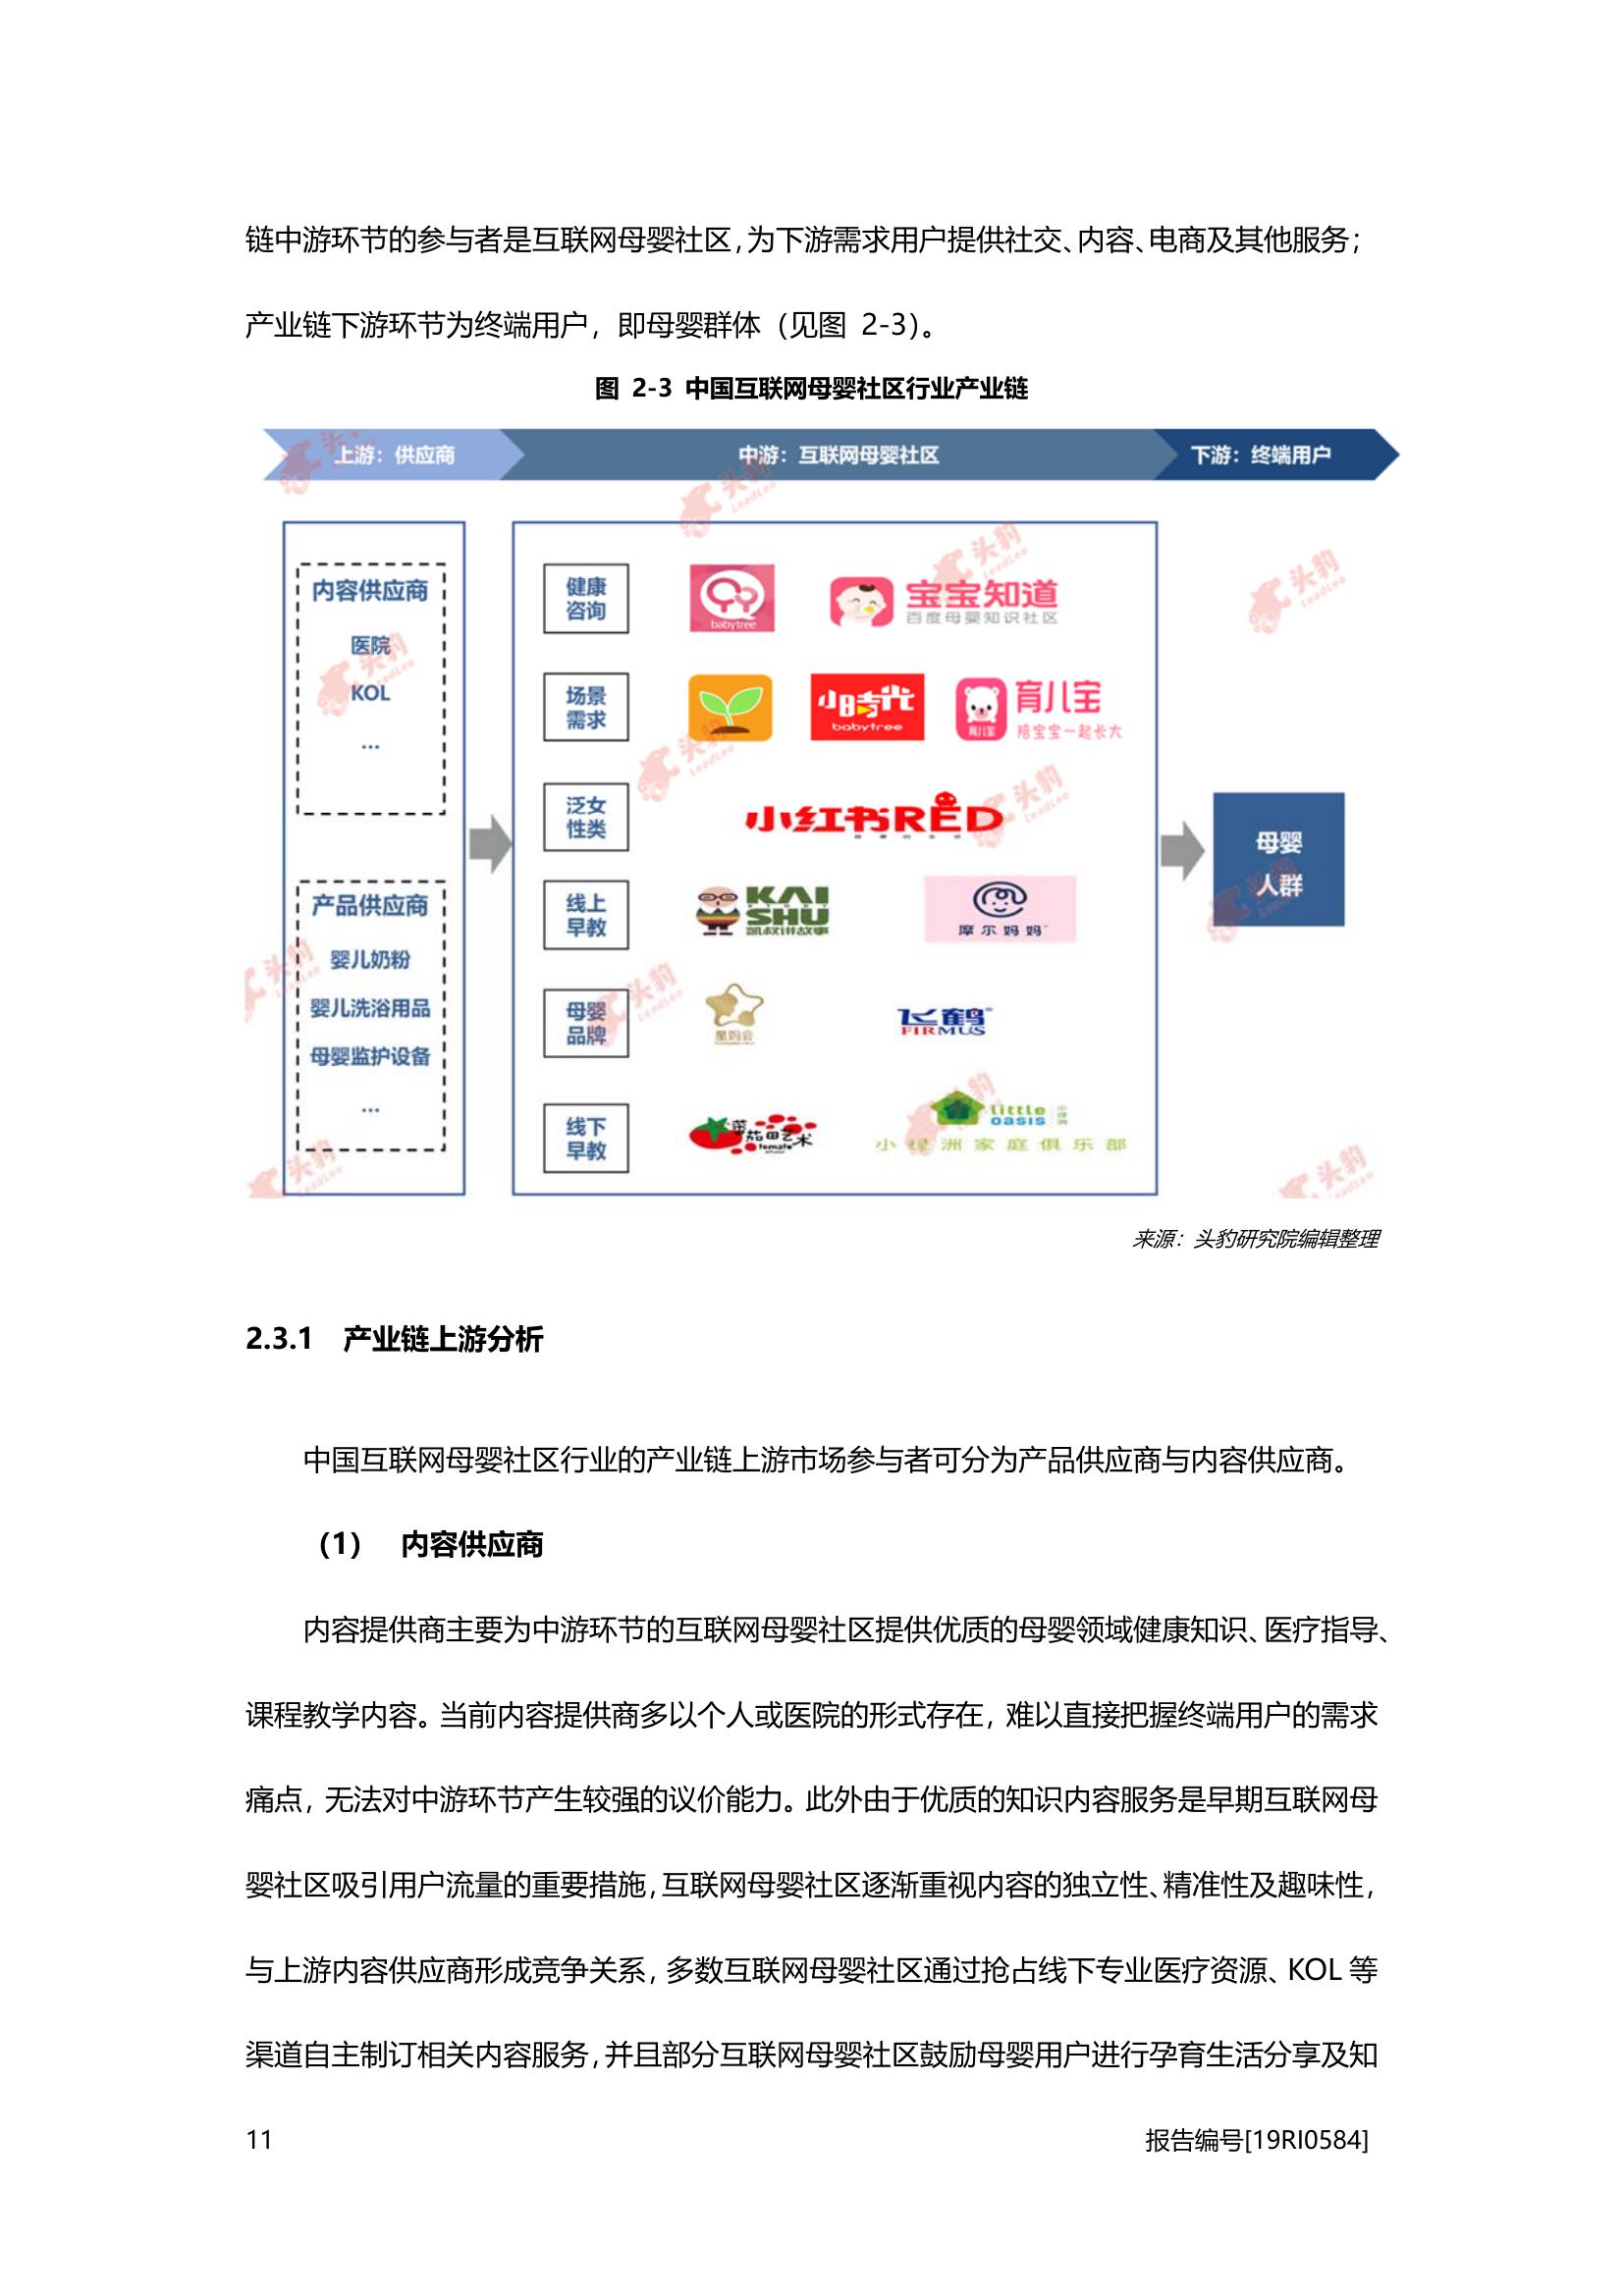 链中游环节的参与者是互联网母婴社区，为下游需求用户提供社交、内容、电商及其他服务；
产业链下游环节为终端用户，即母婴群体（见图 2-3）。
图 2-3 中国互联网母婴社区行业产业链
上游：供应商
中游：互联网母婴社区
下游：终端用户
内容供应商
医院
KOL
...
产品供应商
婴儿奶粉
婴儿洗浴用品
母婴监护设备
...
健康
咨询
babytree
宝宝知道
百度母婴知识社区
场景
需求
小时代
babytree
育儿宝
育儿宝
陪宝宝一起长大
泛女
性类
小红书RED
线上
早教
KAI
SHU
凯叔讲故事
摩尔妈妈
母婴
品牌
星妈会
飞鹤
FIRMUS
线下
早教
蕃茄田艺术
tomato
little
oasis
小绿洲
小绿洲家庭俱乐部
母婴
人群
头豹
LeadLeo
来源：头豹研究院编辑整理
2.3.1 产业链上游分析
中国互联网母婴社区行业的产业链上游市场参与者可分为产品供应商与内容供应商。
（1） 内容供应商
内容提供商主要为中游环节的互联网母婴社区提供优质的母婴领域健康知识、医疗指导、
课程教学内容。当前内容提供商多以个人或医院的形式存在，难以直接把握终端用户的需求
痛点，无法对中游环节产生较强的议价能力。此外由于优质的知识内容服务是早期互联网母
婴社区吸引用户流量的重要措施，互联网母婴社区逐渐重视内容的独立性、精准性及趣味性，
与上游内容供应商形成竞争关系，多数互联网母婴社区通过抢占线下专业医疗资源、KOL 等
渠道自主制订相关内容服务，并且部分互联网母婴社区鼓励母婴用户进行孕育生活分享及知
11
报告编号[19RI0584]